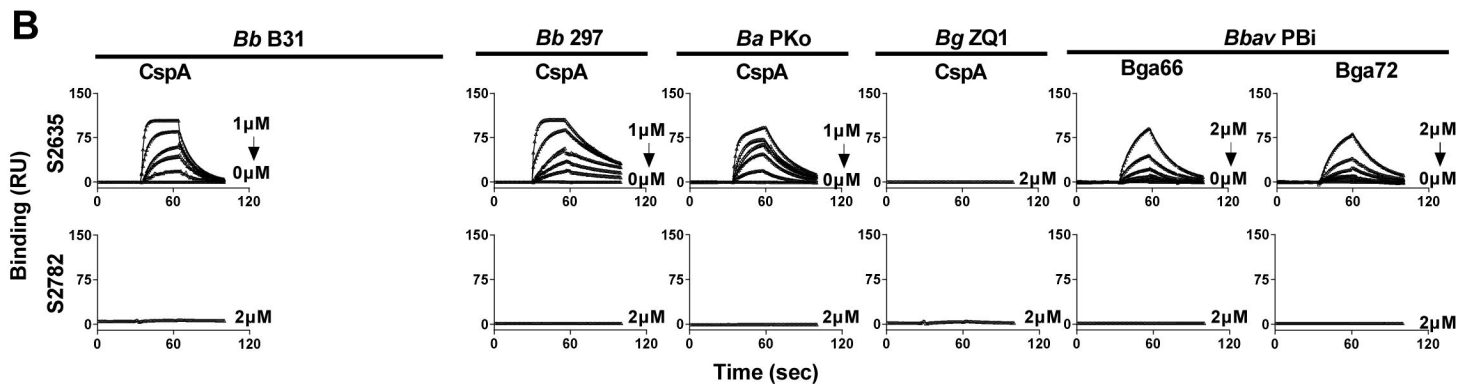 B
Bb B31
Bb 297
Ba PKo
Bg ZQ1
Bbav PBi
CspA
CspA
CspA
CspA
Bga66
Bga72
Binding (RU)
S2635
150
75
0
0
60
120
1µM
0µM
150
75
0
0
60
120
1µM
0µM
150
75
0
0
60
120
1µM
0µM
150
75
0
0
60
120
2µM
150
75
0
0
60
120
2µM
0µM
150
75
0
0
60
120
2µM
0µM
S2782
150
75
0
0
60
120
2µM
150
75
0
0
60
120
2µM
150
75
0
0
60
120
2µM
150
75
0
0
60
120
2µM
150
75
0
0
60
120
2µM
150
75
0
0
60
120
2µM
Time (sec)